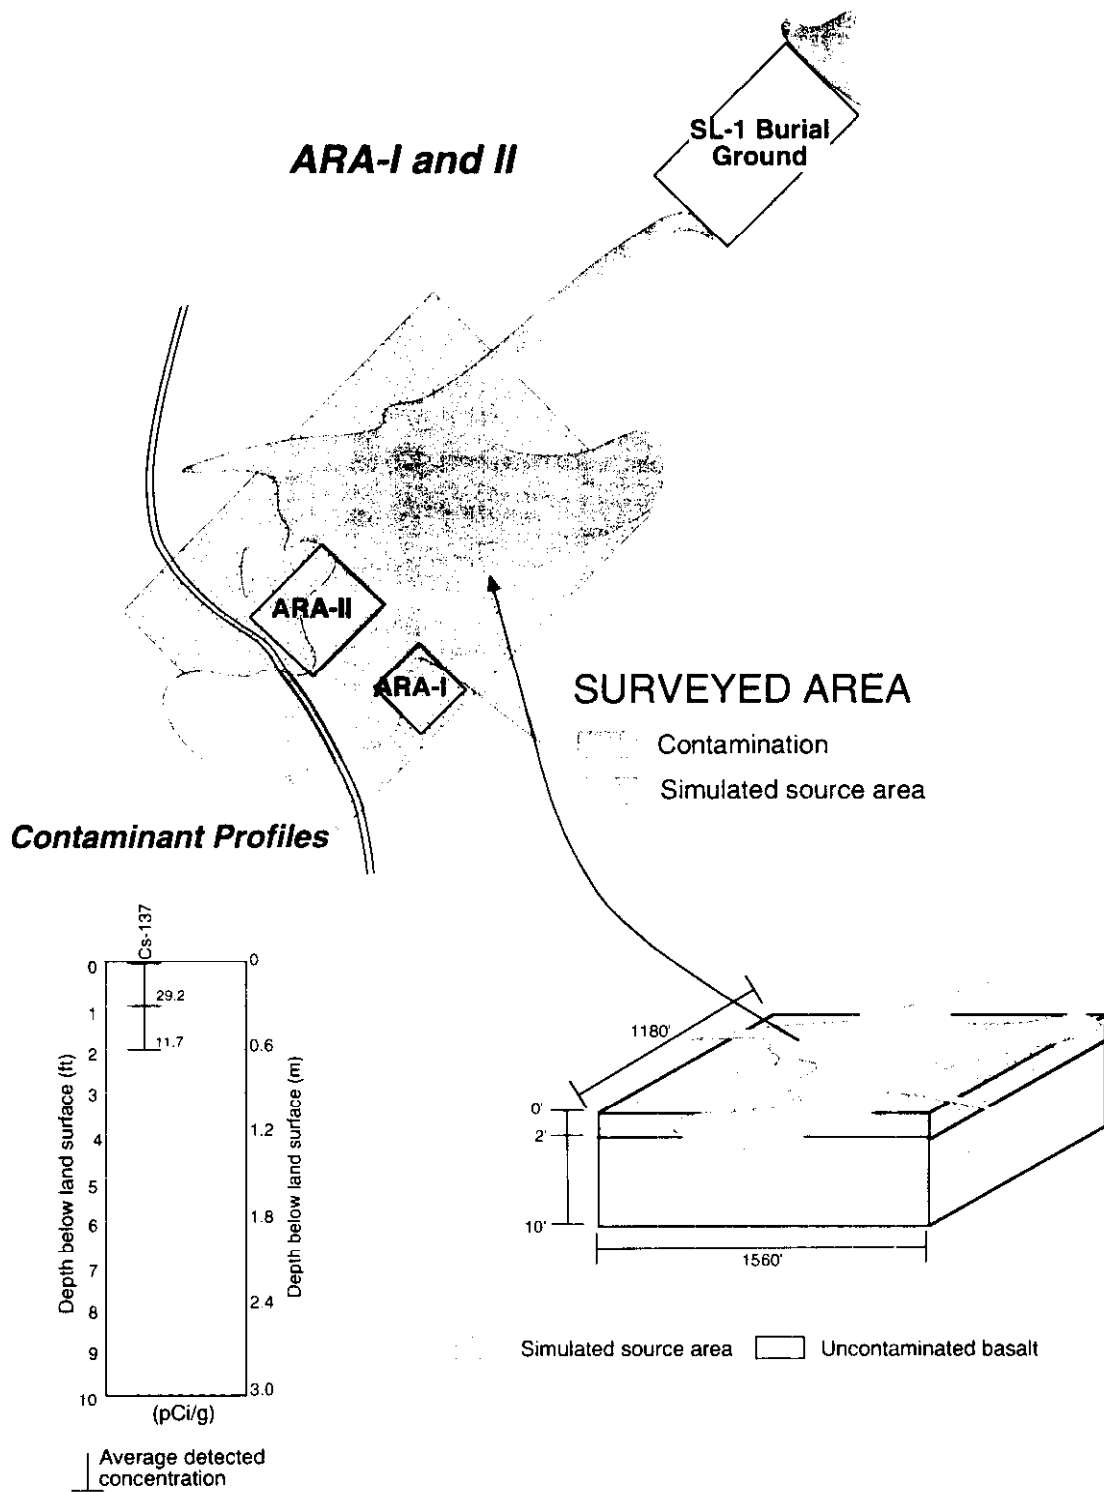 SL-1 Burial
Ground
ARA-I and II
ARA-II
ARA-I
SURVEYED AREA
Contamination
Simulated source area
Contaminant Profiles
Cs-137
0
1
2
3
4
5
6
7
8
9
10
Depth below land surface (ft)
29.2
11.7
0
0.6
1.2
1.8
2.4
3.0
Depth below land surface (m)
(pCi/g)
Average detected
concentration
1180'
0'
2'
10'
1560'
Simulated source area
Uncontaminated basalt